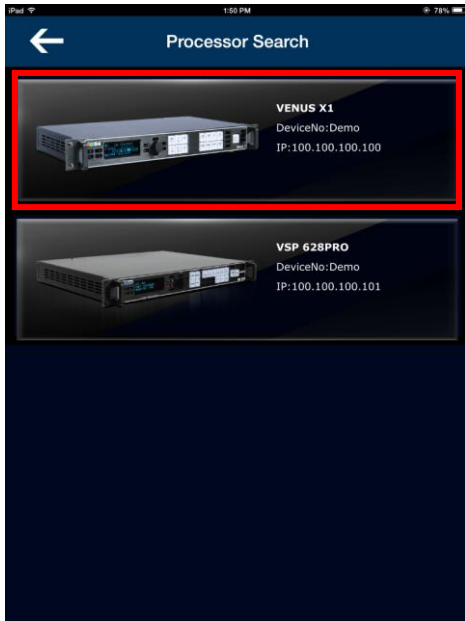 iPad
1:50 PM
78%
Processor Search
VENUS X1
DeviceNo:Demo
IP:100.100.100.100
VSP 628PRO
DeviceNo:Demo
IP:100.100.100.101